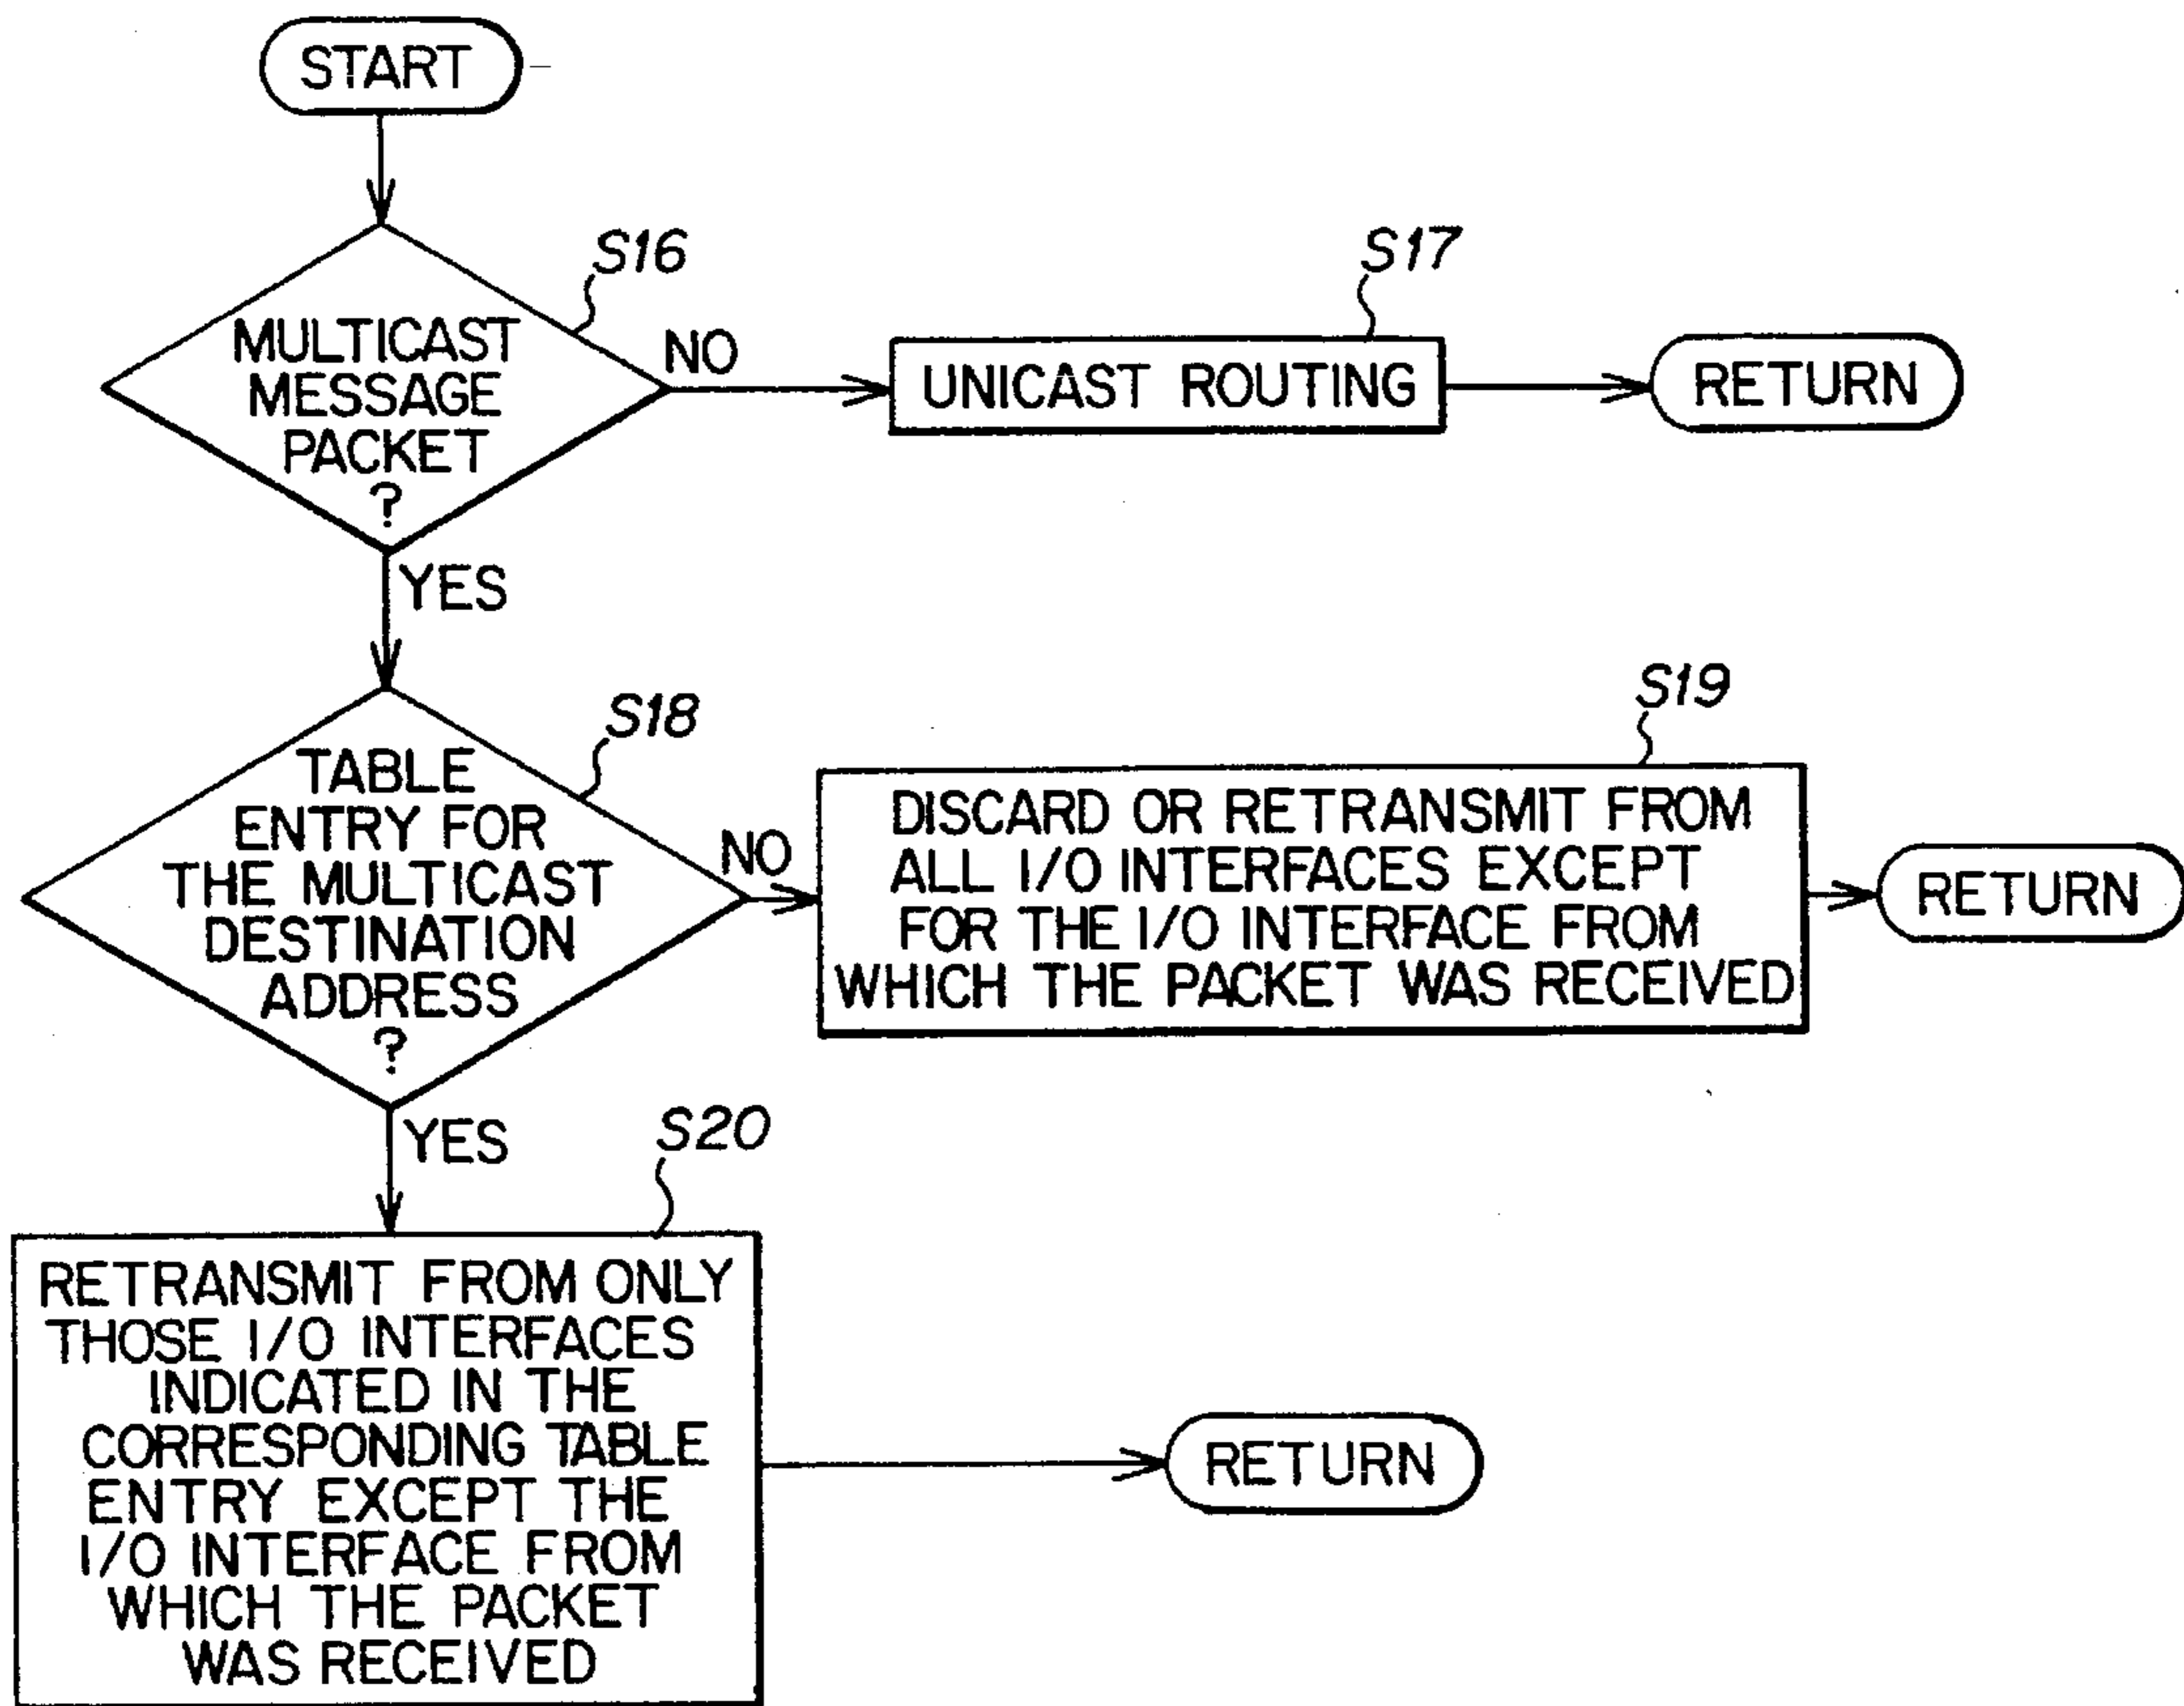 START
S16
MULTICAST
MESSAGE
PACKET
?
NO
S17
UNICAST ROUTING
RETURN
YES
S18
TABLE
ENTRY FOR
THE MULTICAST
DESTINATION
ADDRESS
?
NO
S19
DISCARD OR RETRANSMIT FROM
ALL I/O INTERFACES EXCEPT
FOR THE I/O INTERFACE FROM
WHICH THE PACKET WAS RECEIVED
RETURN
YES
S20
RETRANSMIT FROM ONLY
THOSE I/O INTERFACES
INDICATED IN THE
CORRESPONDING TABLE
ENTRY EXCEPT THE
I/O INTERFACE FROM
WHICH THE PACKET
WAS RECEIVED
RETURN